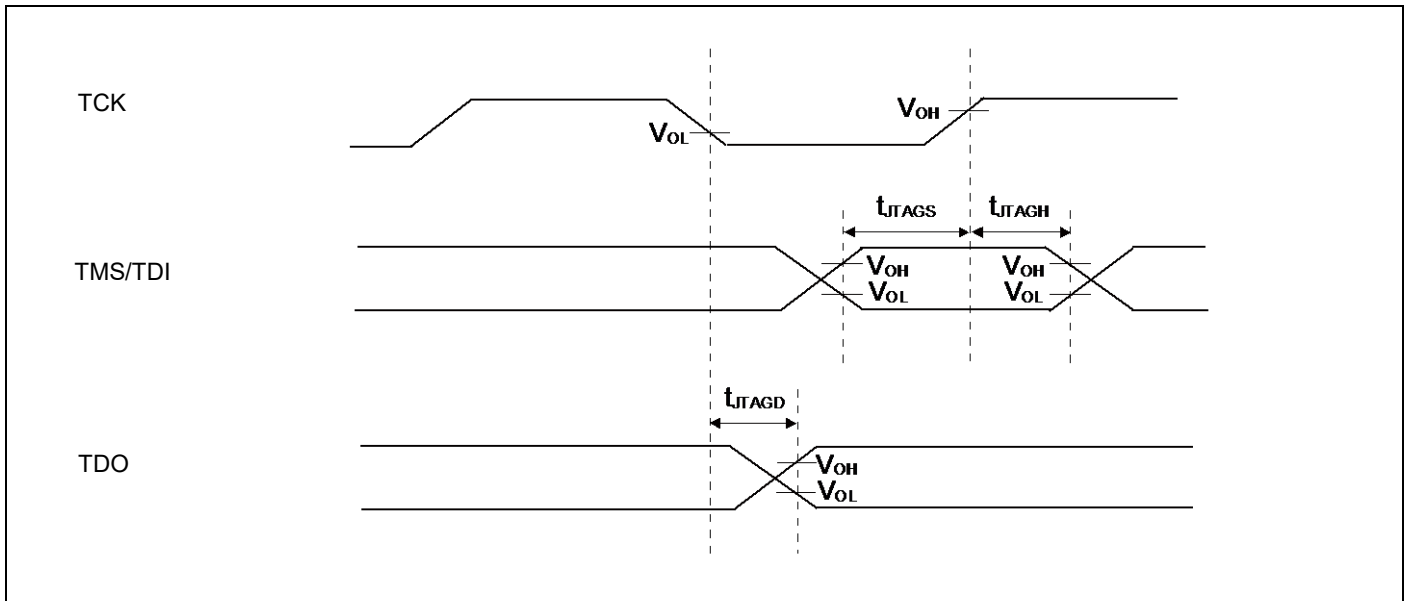 TCK
VOL
VOH
tJTAGS
tJTAGH
TMS/TDI
VOH
VOL
VOH
VOL
tJTAGD
TDO
VOH
VOL